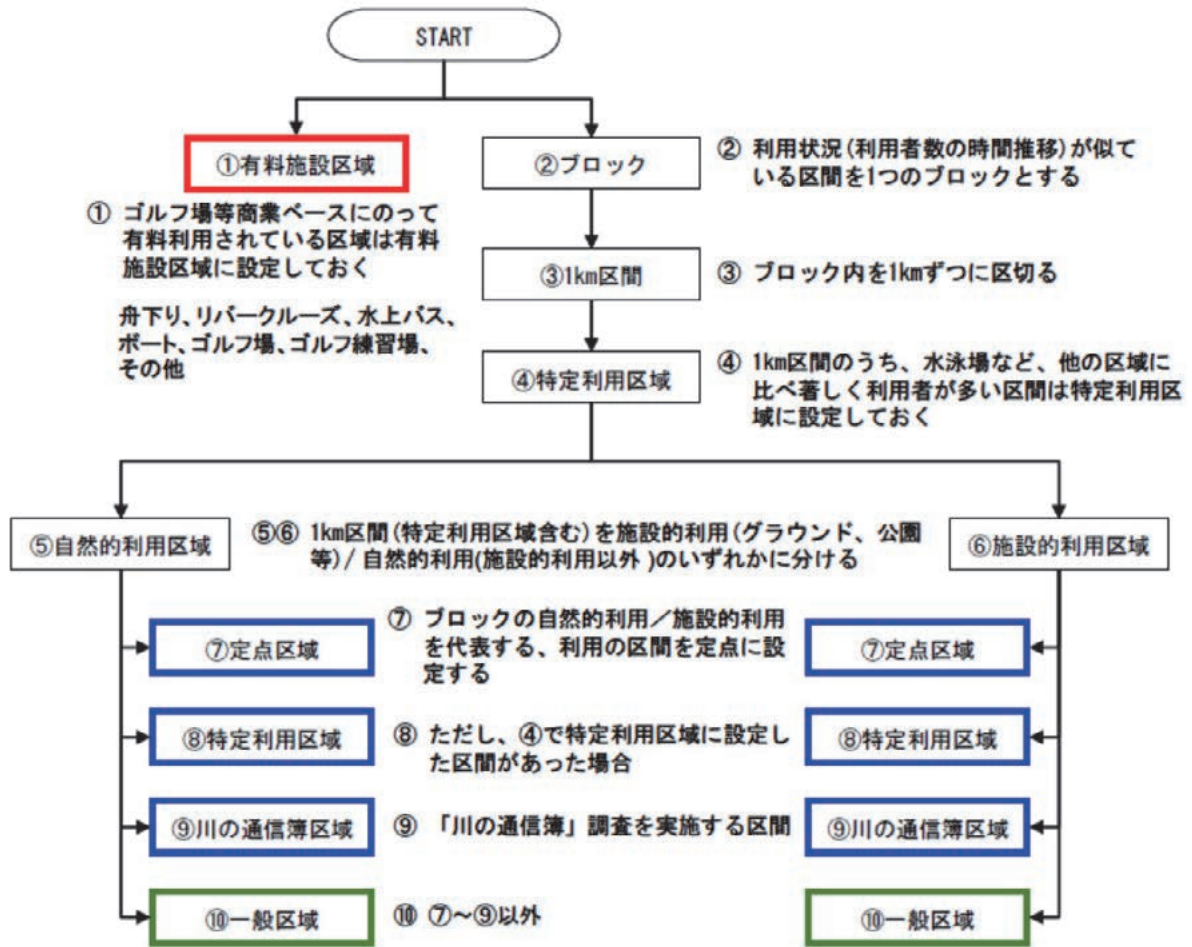 START
①有料施設区域
②ブロック
② 利用状況(利用者数の時間推移)が似て
いる区間を1つのブロックとする
① ゴルフ場等商業ベースにのって
有料利用されている区域は有料
施設区域に設定しておく
舟下り、リバークルーズ、水上バス、
ボート、ゴルフ場、ゴルフ練習場、
その他
③1km区間
③ ブロック内を1kmずつに区切る
④特定利用区域
④ 1km区間のうち、水泳場など、他の区域に
比べ著しく利用者が多い区間は特定利用区
域に設定しておく
⑤自然的利用区域
⑤⑥ 1km区間(特定利用区域含む)を施設的利用(グラウンド、公園
等)/ 自然的利用(施設的利用以外 )のいずれかに分ける
⑥施設的利用区域
⑦定点区域
⑦ ブロックの自然的利用／施設的利用
を代表する、利用の区間を定点に設
定する
⑦定点区域
⑧特定利用区域
⑧ ただし、④で特定利用区域に設定し
た区間があった場合
⑧特定利用区域
⑨川の通信簿区域
⑨ 「川の通信簿」調査を実施する区間
⑨川の通信簿区域
⑩一般区域
⑩ ⑦～⑨以外
⑩一般区域